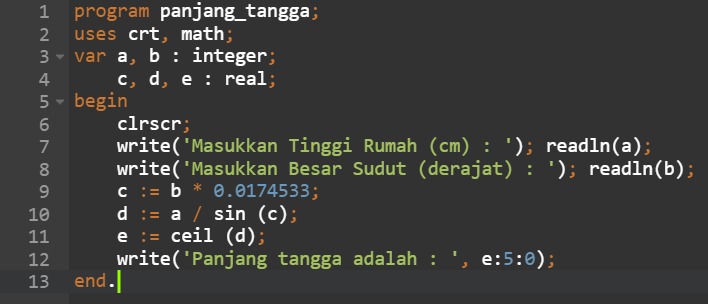 1 program panjang_tangga;
2 uses crt, math;
3 var a, b : integer;
4     c, d, e : real;
5 begin
6     clrscr;
7     write('Masukkan Tinggi Rumah (cm) : '); readln(a);
8     write('Masukkan Besar Sudut (derajat) : '); readln(b);
9     c := b * 0.0174533;
10     d := a / sin (c);
11     e := ceil (d);
12     write('Panjang tangga adalah : ', e:5:0);
13 end.